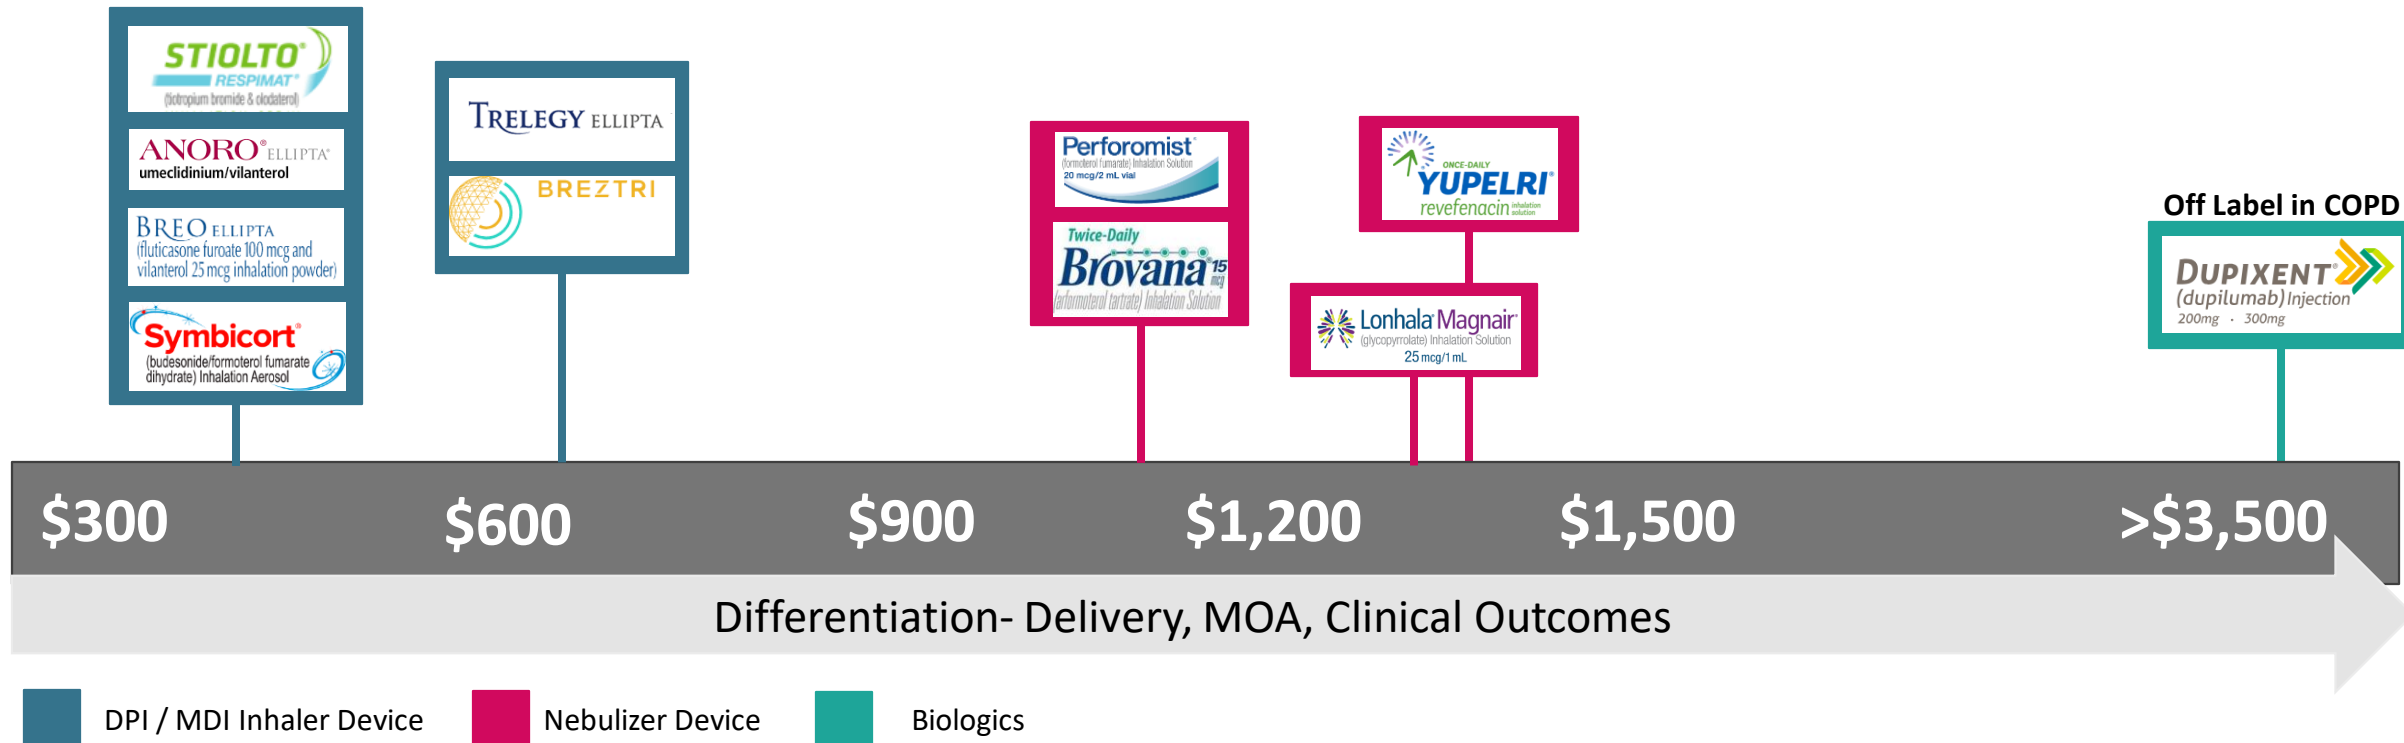 STIOLTO®
RESPIMAT®
(tiotropium bromide & olodaterol)
ANORO® ELLIPTA®
umeclidinium/vilanterol
BREO ELLIPTA
(fluticasone furoate 100 mcg and
vilanterol 25 mcg inhalation powder)
Symbicort®
(budesonide/formoterol fumarate
dihydrate) Inhalation Aerosol
TRELEGY ELLIPTA
BREZTRI
Perforomist®
(formoterol fumarate) Inhalation Solution
20 mcg/2 mL vial
Twice-Daily
Brovana® 15 mcg
(arformoterol tartrate) Inhalation Solution
ONCE-DAILY
YUPELRI®
revefenacin inhalation solution
Lonhala® Magnair®
(glycopyrrolate) Inhalation Solution
25 mcg/1 mL
Off Label in COPD
DUPIXENT®
(dupilumab) Injection
200mg · 300mg
$300 $600 $900 $1,200 $1,500 >$3,500
Differentiation- Delivery, MOA, Clinical Outcomes
DPI / MDI Inhaler Device
Nebulizer Device
Biologics